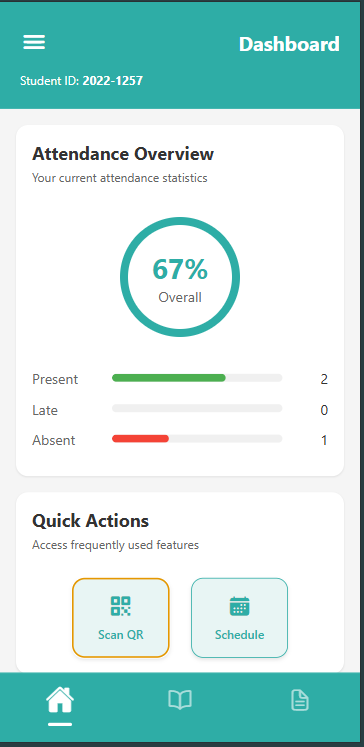 Dashboard
Student ID: 2022-1257
Attendance Overview
Your current attendance statistics
67%
Overall
Present 2
Late 0
Absent 1
Quick Actions
Access frequently used features
Scan QR Schedule